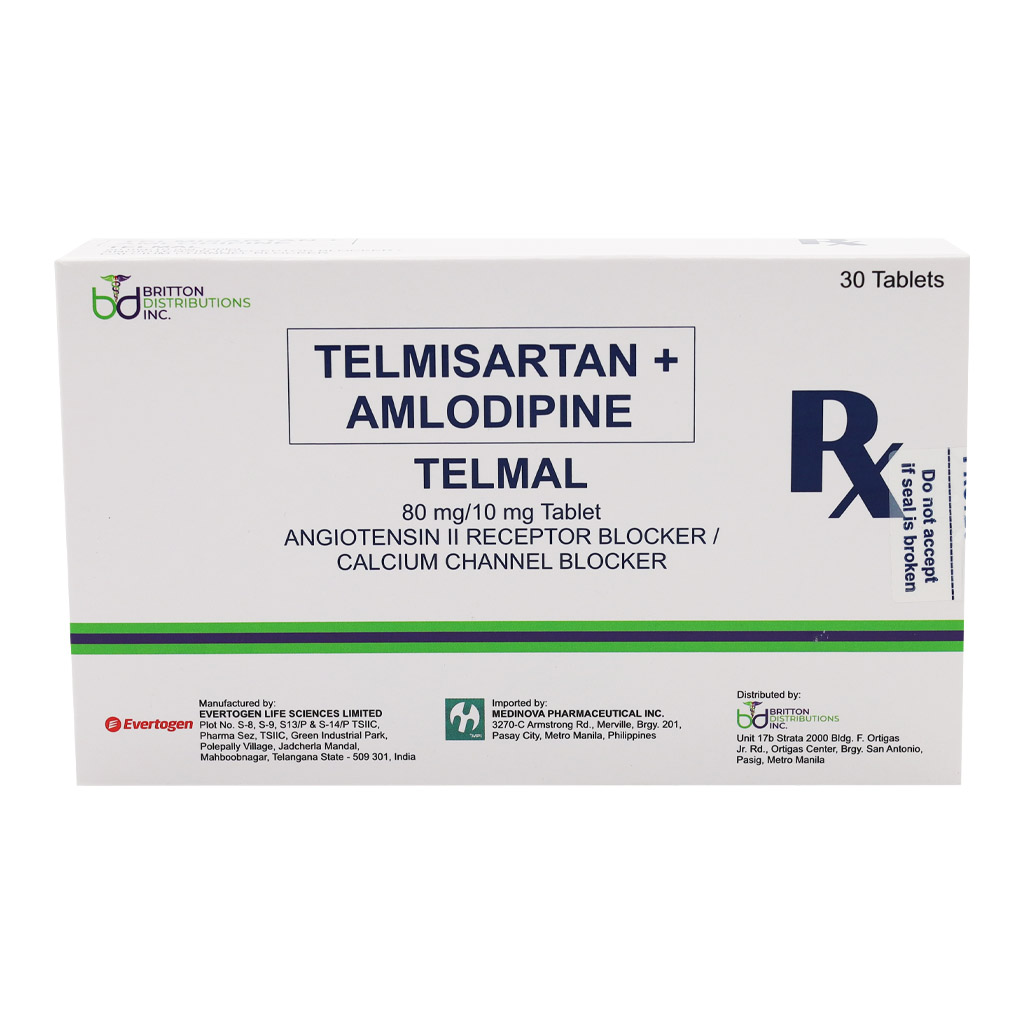 BRITTON
DISTRIBUTIONS
INC.
30 Tablets
TELMISARTAN +
AMLODIPINE
TELMAL
80 mg/10 mg Tablet
ANGIOTENSIN II RECEPTOR BLOCKER /
CALCIUM CHANNEL BLOCKER
Rx
Do not accept
if seal is broken
Evertogen
Manufactured by:
EVERTOGEN LIFE SCIENCES LIMITED
Plot No. S-8, S-9, S13/P & S-14/P TSIIC,
Pharma Sez, TSIIC, Green Industrial Park,
Polepally Village, Jadcherla Mandal,
Mahboobnagar, Telangana State - 509 301, India
Imported by:
MEDINOVA PHARMACEUTICAL INC.
3270-C Armstrong Rd., Merville, Brgy. 201,
Pasay City, Metro Manila, Philippines
Distributed by:
BRITTON
DISTRIBUTIONS
INC.
Unit 17b Strata 2000 Bldg. F. Ortigas
Jr. Rd., Ortigas Center, Brgy. San Antonio,
Pasig, Metro Manila